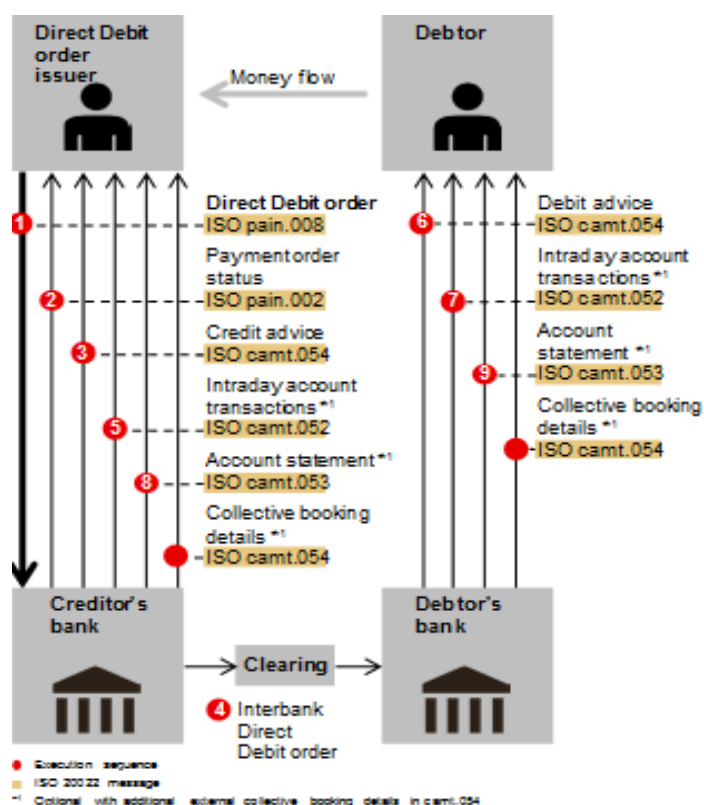 Direct Debit
order
issuer
Debtor
Money flow
1
Direct Debit order
ISO pain.008
Payment order
status
2
ISO pain.002
Credit advice
3
ISO camt.054
Intraday account
transactions *1
5
ISO camt.052
Account statement *1
8
ISO camt.053
Collective booking
details *1
ISO camt.054
Debit advice
6
ISO camt.054
Intraday account
transactions *1
7
ISO camt.052
Account
statement *1
9
ISO camt.053
Collective booking
details *1
ISO camt.054
Creditor's
bank
Clearing
Debtor's
bank
4 Interbank
Direct
Debit order
Execution sequence
ISO 20022 message
*1 Optional with additional external collective booking details in camt.054